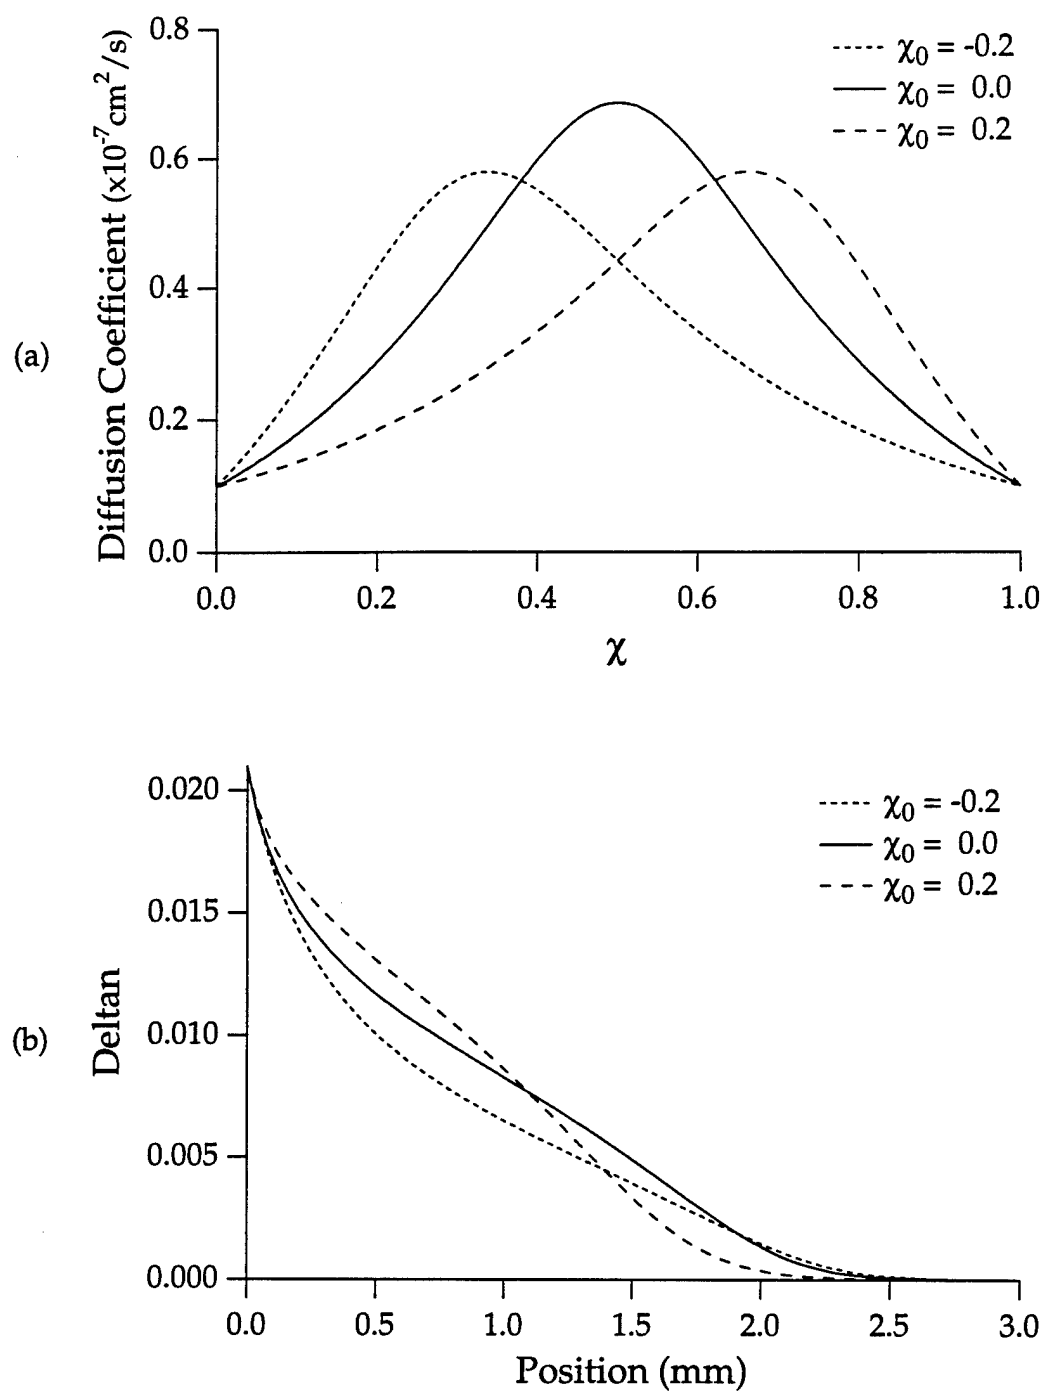 0.8
χ0 = -0.2
χ0 = 0.0
χ0 = 0.2
0.6
0.4
0.2
0.0
Diffusion Coefficient (x10-7cm2/s)
(a)
0.0 0.2 0.4 0.6 0.8 1.0
χ
0.020
χ0 = -0.2
χ0 = 0.0
χ0 = 0.2
0.015
0.010
0.005
0.000
Deltan
(b)
0.0 0.5 1.0 1.5 2.0 2.5 3.0
Position (mm)